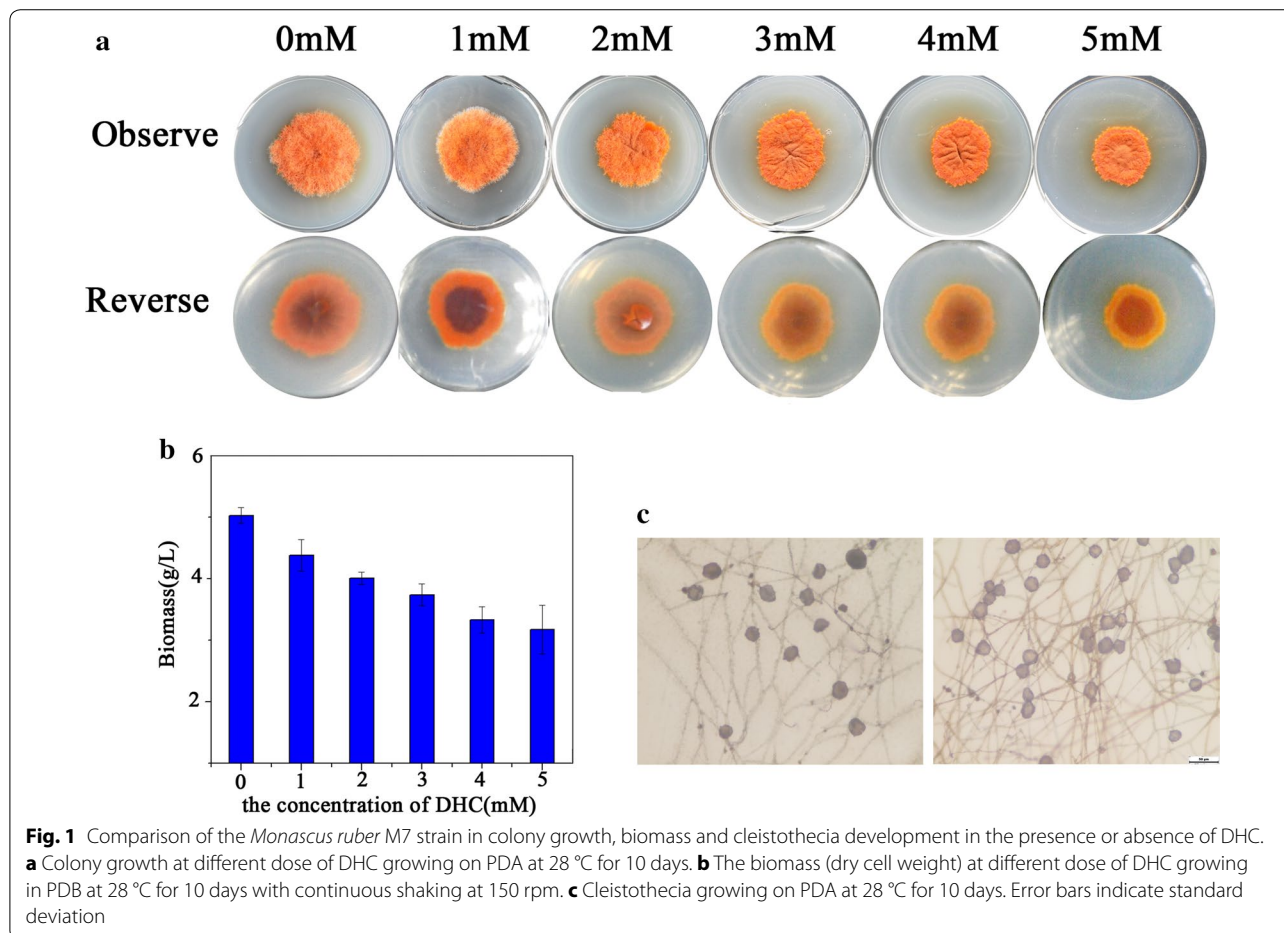 a
0mM 1mM 2mM 3mM 4mM 5mM
Observe
Reverse
b
6
4
2
Biomass(g/L)
0 1 2 3 4 5
the concentration of DHC(mM)
c
Fig. 1 Comparison of the Monascus ruber M7 strain in colony growth, biomass and cleistothecia development in the presence or absence of DHC.
a Colony growth at different dose of DHC growing on PDA at 28 °C for 10 days. b The biomass (dry cell weight) at different dose of DHC growing
in PDB at 28 °C for 10 days with continuous shaking at 150 rpm. c Cleistothecia growing on PDA at 28 °C for 10 days. Error bars indicate standard
deviation